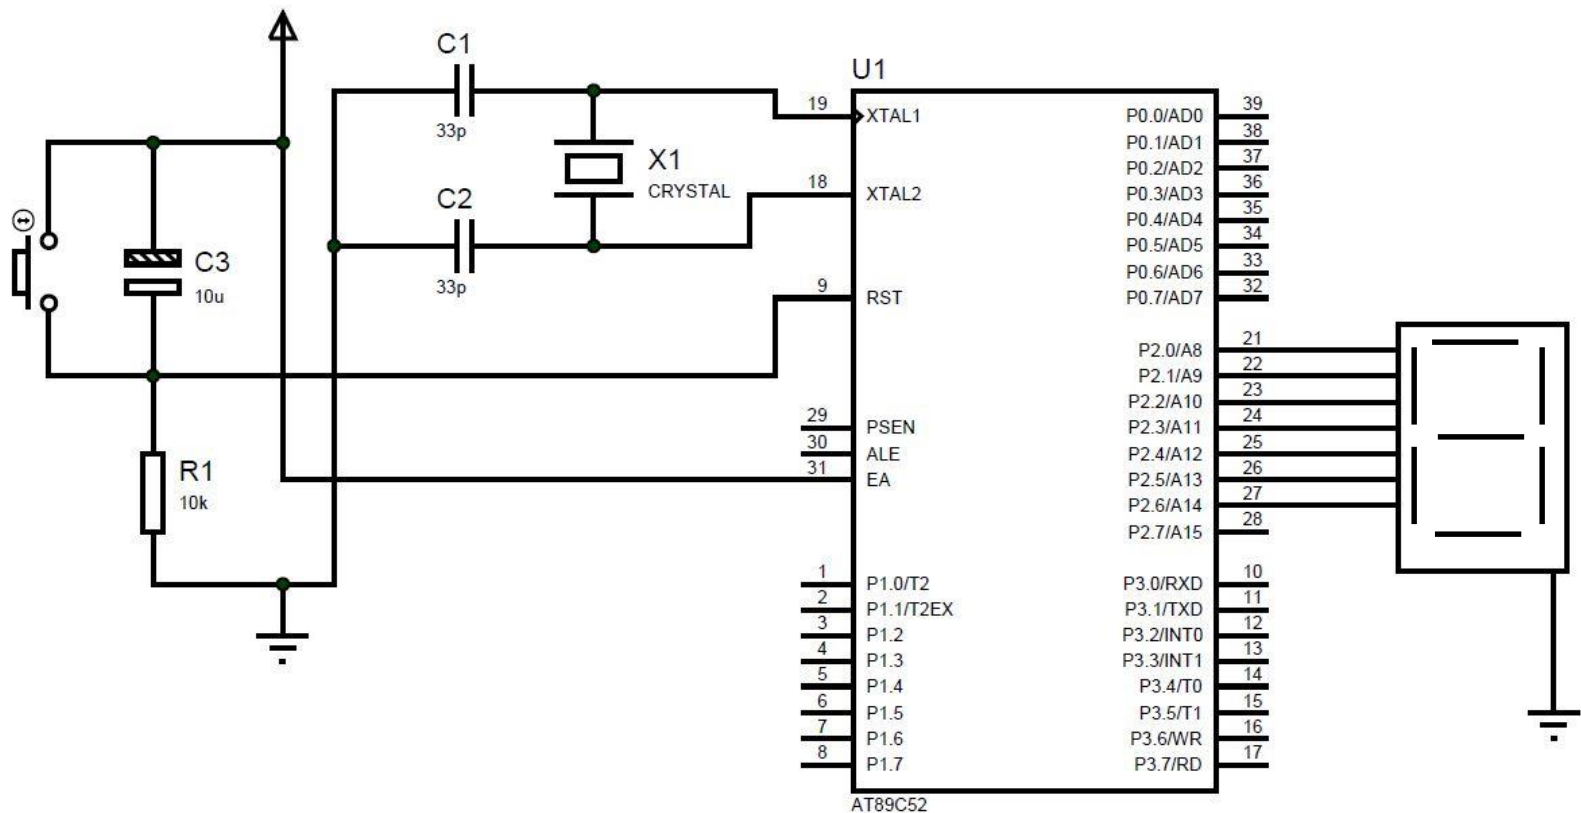 C1
33p
C2
33p
X1
CRYSTAL
C3
10u
R1
10k
U1
19 XTAL1
18 XTAL2
9 RST
29 PSEN
30 ALE
31 EA
1 P1.0/T2
2 P1.1/T2EX
3 P1.2
4 P1.3
5 P1.4
6 P1.5
7 P1.6
8 P1.7
P0.0/AD0 39
P0.1/AD1 38
P0.2/AD2 37
P0.3/AD3 36
P0.4/AD4 35
P0.5/AD5 34
P0.6/AD6 33
P0.7/AD7 32
P2.0/A8 21
P2.1/A9 22
P2.2/A10 23
P2.3/A11 24
P2.4/A12 25
P2.5/A13 26
P2.6/A14 27
P2.7/A15 28
P3.0/RXD 10
P3.1/TXD 11
P3.2/INT0 12
P3.3/INT1 13
P3.4/T0 14
P3.5/T1 15
P3.6/WR 16
P3.7/RD 17
AT89C52